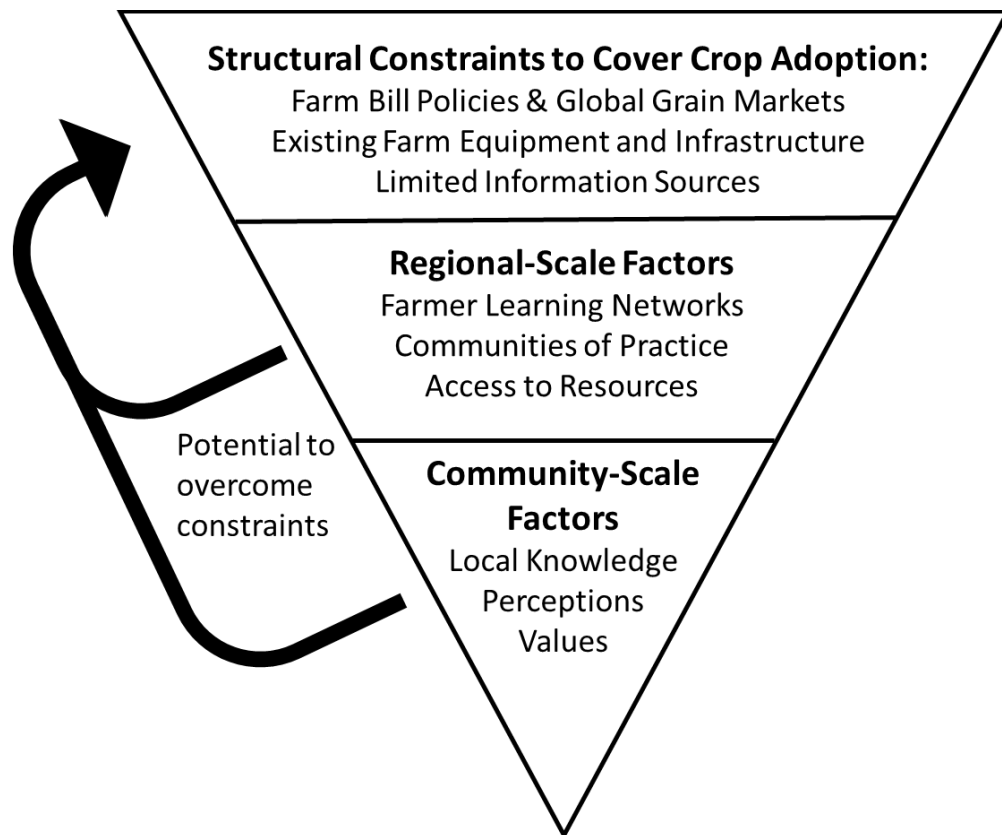 Structural Constraints to Cover Crop Adoption:
Farm Bill Policies & Global Grain Markets
Existing Farm Equipment and Infrastructure
Limited Information Sources
Regional-Scale Factors
Farmer Learning Networks
Communities of Practice
Access to Resources
Potential to
overcome
constraints
Community-Scale
Factors
Local Knowledge
Perceptions
Values